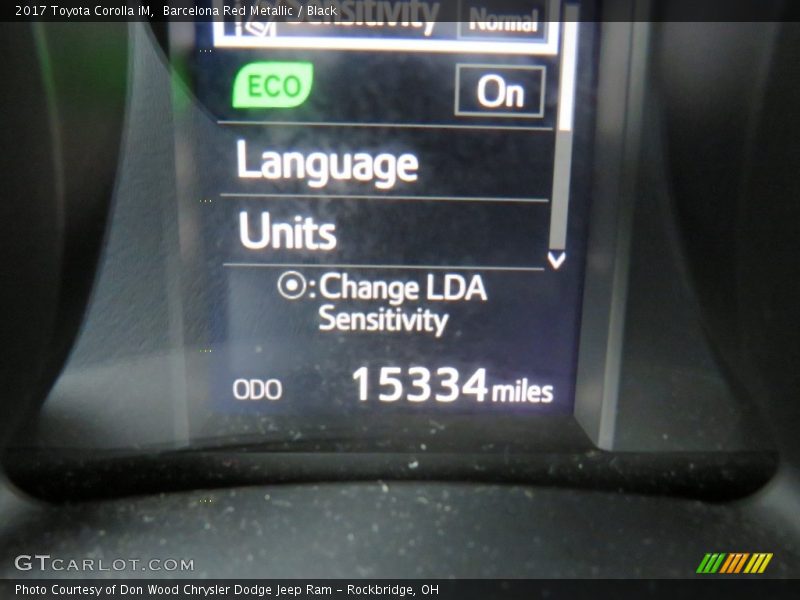 2017 Toyota Corolla iM, Barcelona Red Metallic / Black
Sensitivity Normal
ECO On
Language
Units
: Change LDA
Sensitivity
ODO 15334 miles
GTCARLOT.COM
Photo Courtesy of Don Wood Chrysler Dodge Jeep Ram - Rockbridge, OH